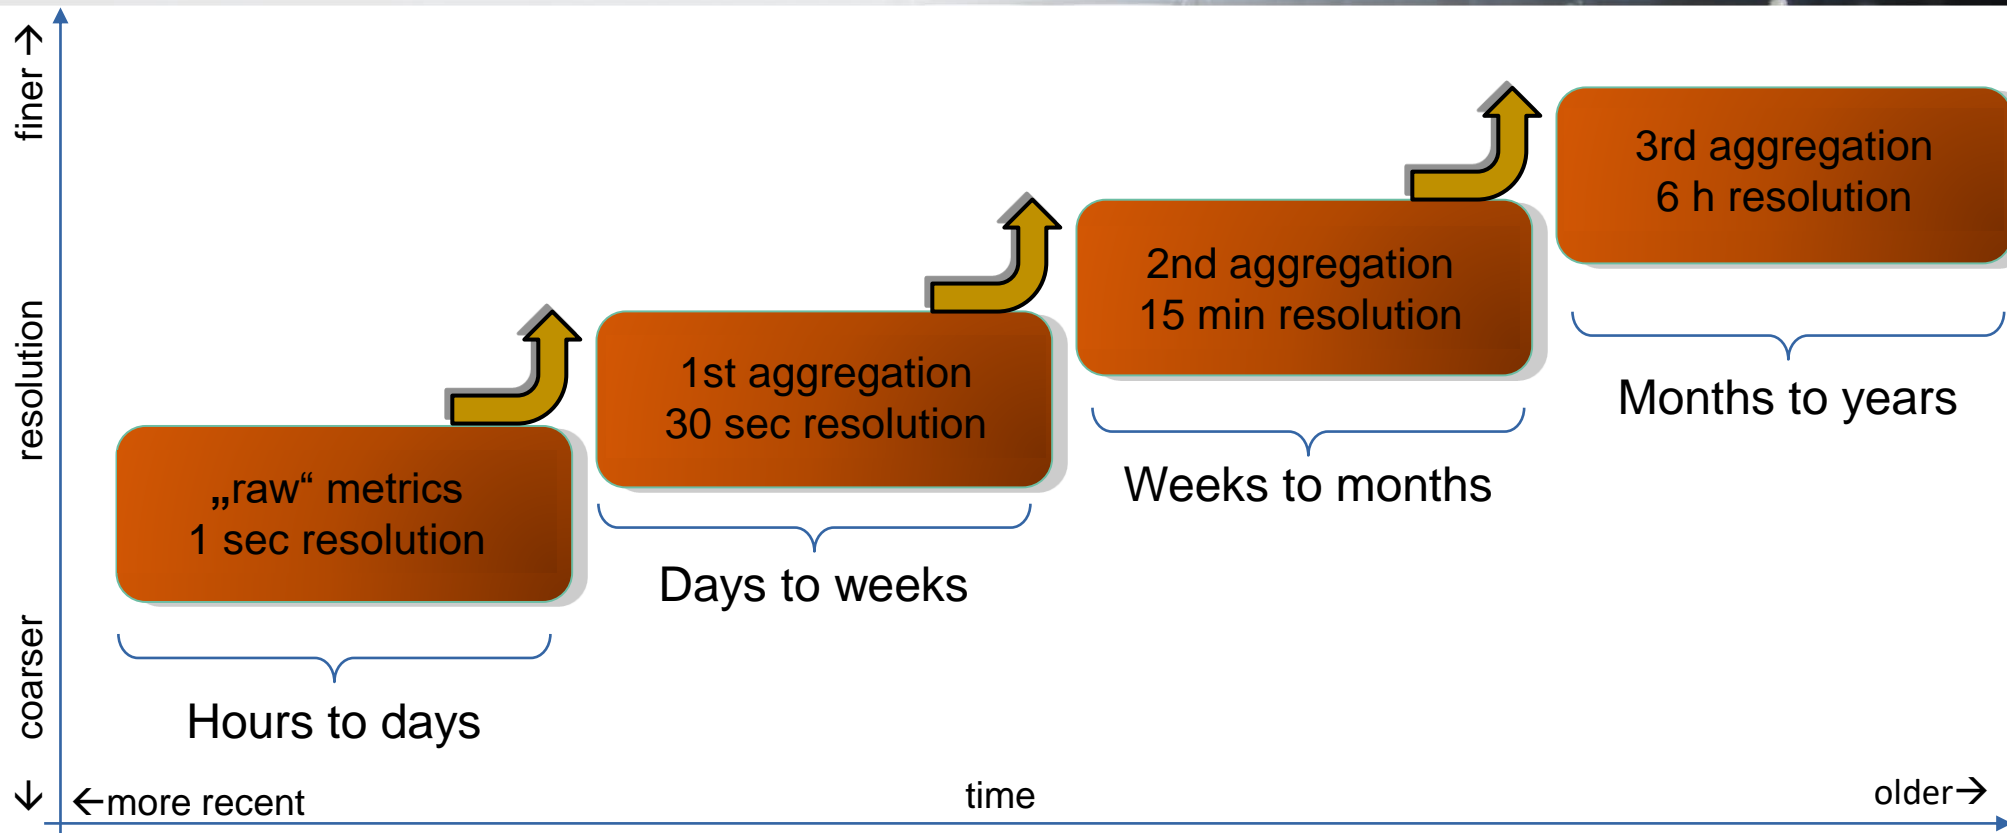 finer →
resolution
coarser
←
„raw“ metrics
1 sec resolution
Hours to days
1st aggregation
30 sec resolution
Days to weeks
2nd aggregation
15 min resolution
Weeks to months
3rd aggregation
6 h resolution
Months to years
←more recent
time
older→